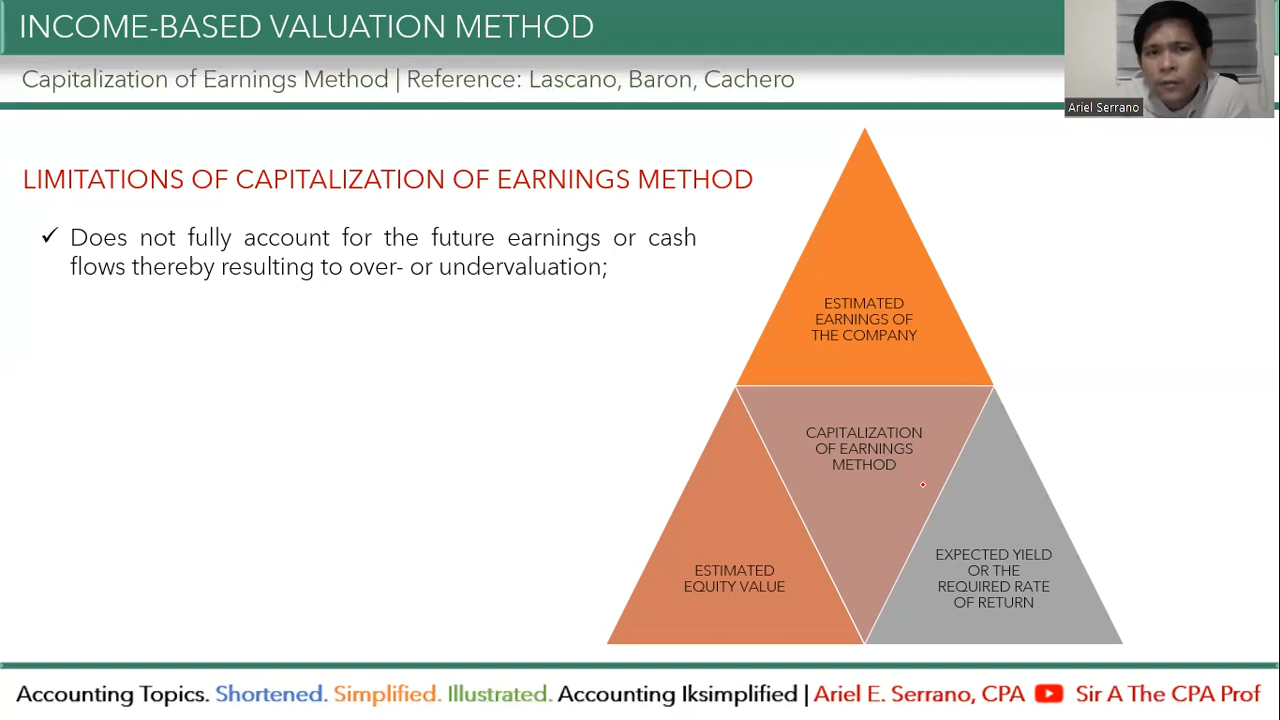 INCOME-BASED VALUATION METHOD
Capitalization of Earnings Method | Reference: Lascano, Baron, Cachero
Ariel Serrano
LIMITATIONS OF CAPITALIZATION OF EARNINGS METHOD
✓ Does not fully account for the future earnings or cash
flows thereby resulting to over- or undervaluation;
ESTIMATED
EARNINGS OF
THE COMPANY
CAPITALIZATION
OF EARNINGS
METHOD
ESTIMATED
EQUITY VALUE
EXPECTED YIELD
OR THE
REQUIRED RATE
OF RETURN
Accounting Topics. Shortened. Simplified. Illustrated. Accounting Iksimplified | Ariel E. Serrano, CPA Sir A The CPA Prof